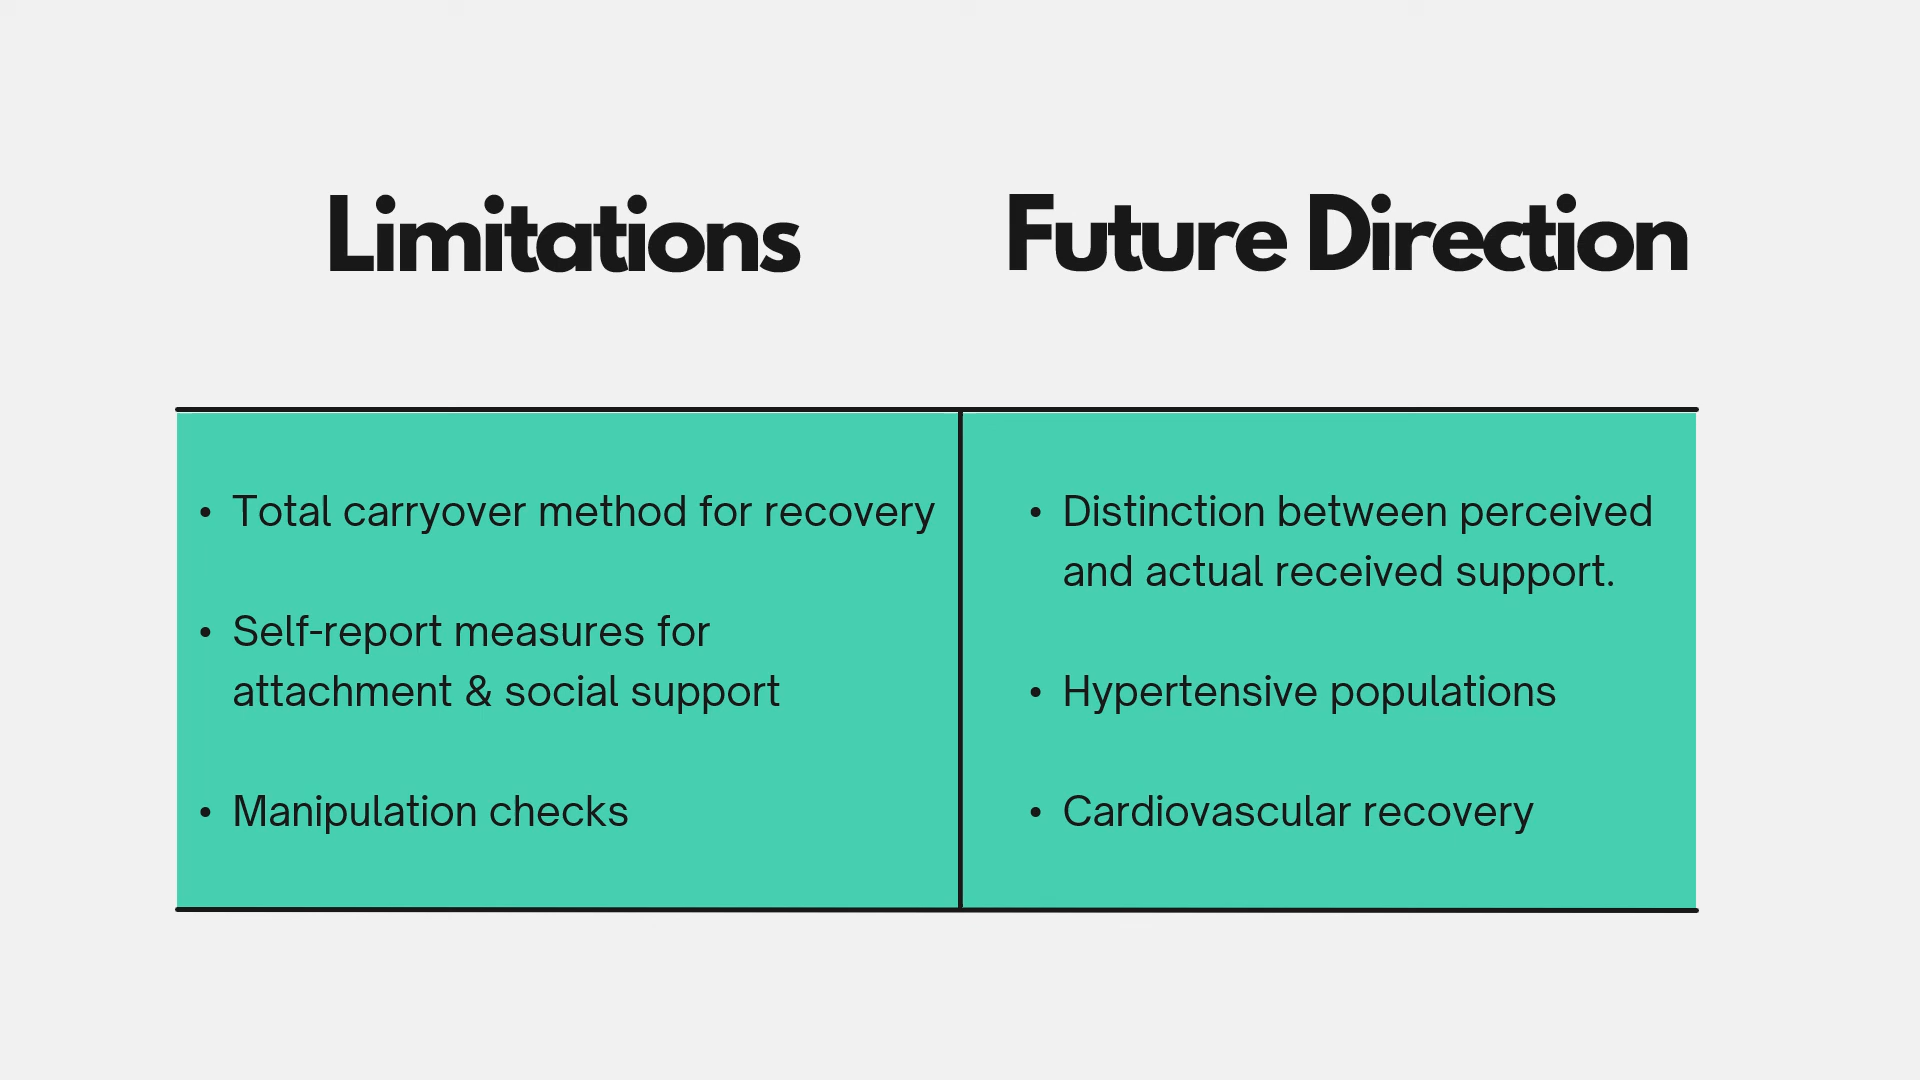 Limitations
Future Direction
• Total carryover method for recovery
• Self-report measures for
attachment & social support
• Manipulation checks
• Distinction between perceived
and actual received support.
• Hypertensive populations
• Cardiovascular recovery